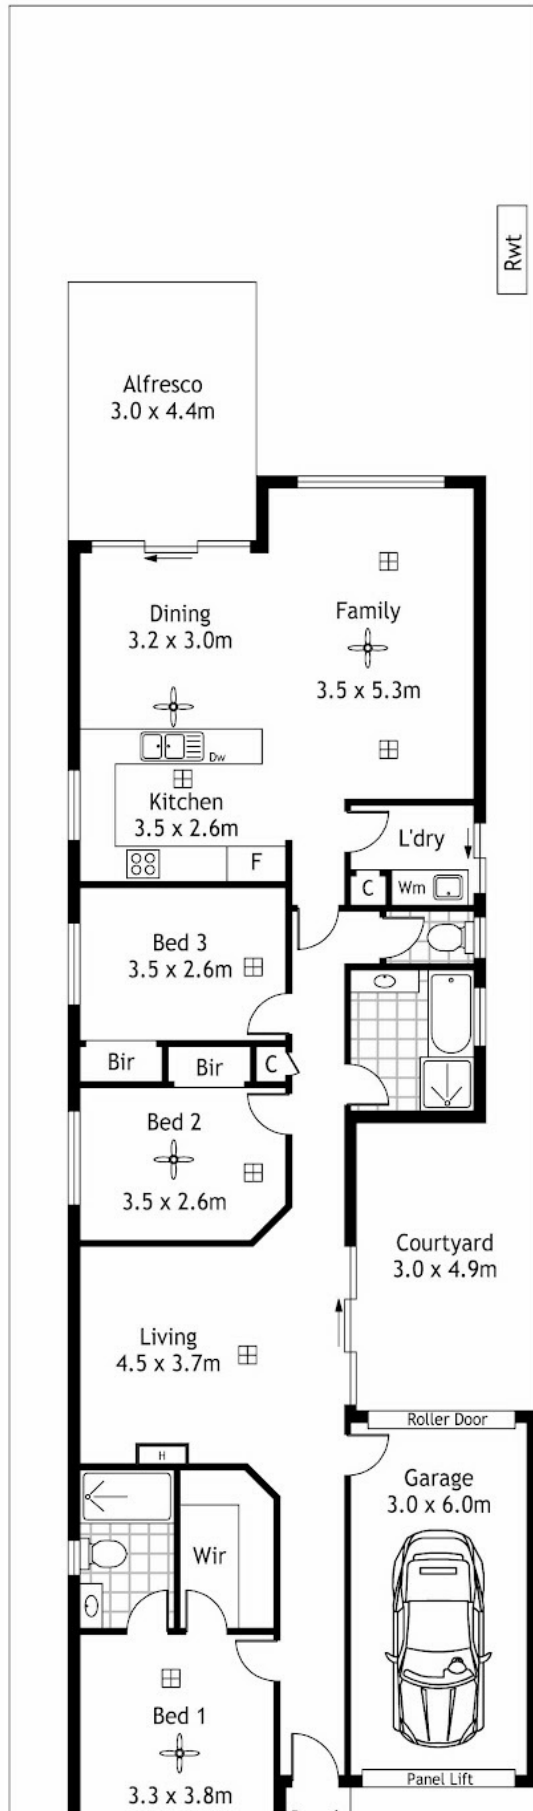 Rwt
Alfresco
3.0 x 4.4m
Dining
3.2 x 3.0m
Family
3.5 x 5.3m
Dw
Kitchen
3.5 x 2.6m
F
L'dry
C
Wm
Bed 3
3.5 x 2.6m
Bir
Bir
C
Bed 2
3.5 x 2.6m
Courtyard
3.0 x 4.9m
Living
4.5 x 3.7m
Roller Door
H
Garage
3.0 x 6.0m
Wir
Bed 1
3.3 x 3.8m
Panel Lift